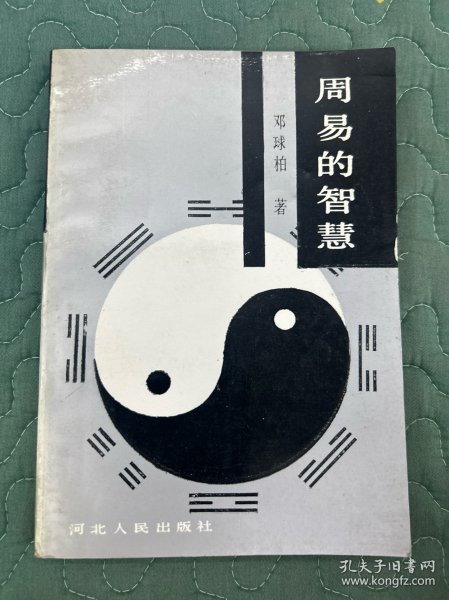 周易的智慧
邓球柏 著
河北人民出版社
孔夫子旧书网
www.kongfz.com